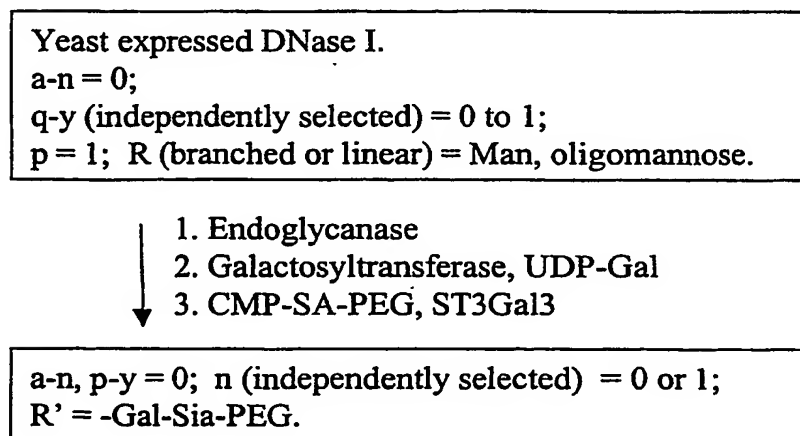 Yeast expressed DNase I.
a-n = 0;
q-y (independently selected) = 0 to 1;
p = 1;  R (branched or linear) = Man, oligomannose.
1. Endoglycanase
2. Galactosyltransferase, UDP-Gal
3. CMP-SA-PEG, ST3Gal3
a-n, p-y = 0;  n (independently selected)  = 0 or 1;
R’ = -Gal-Sia-PEG.